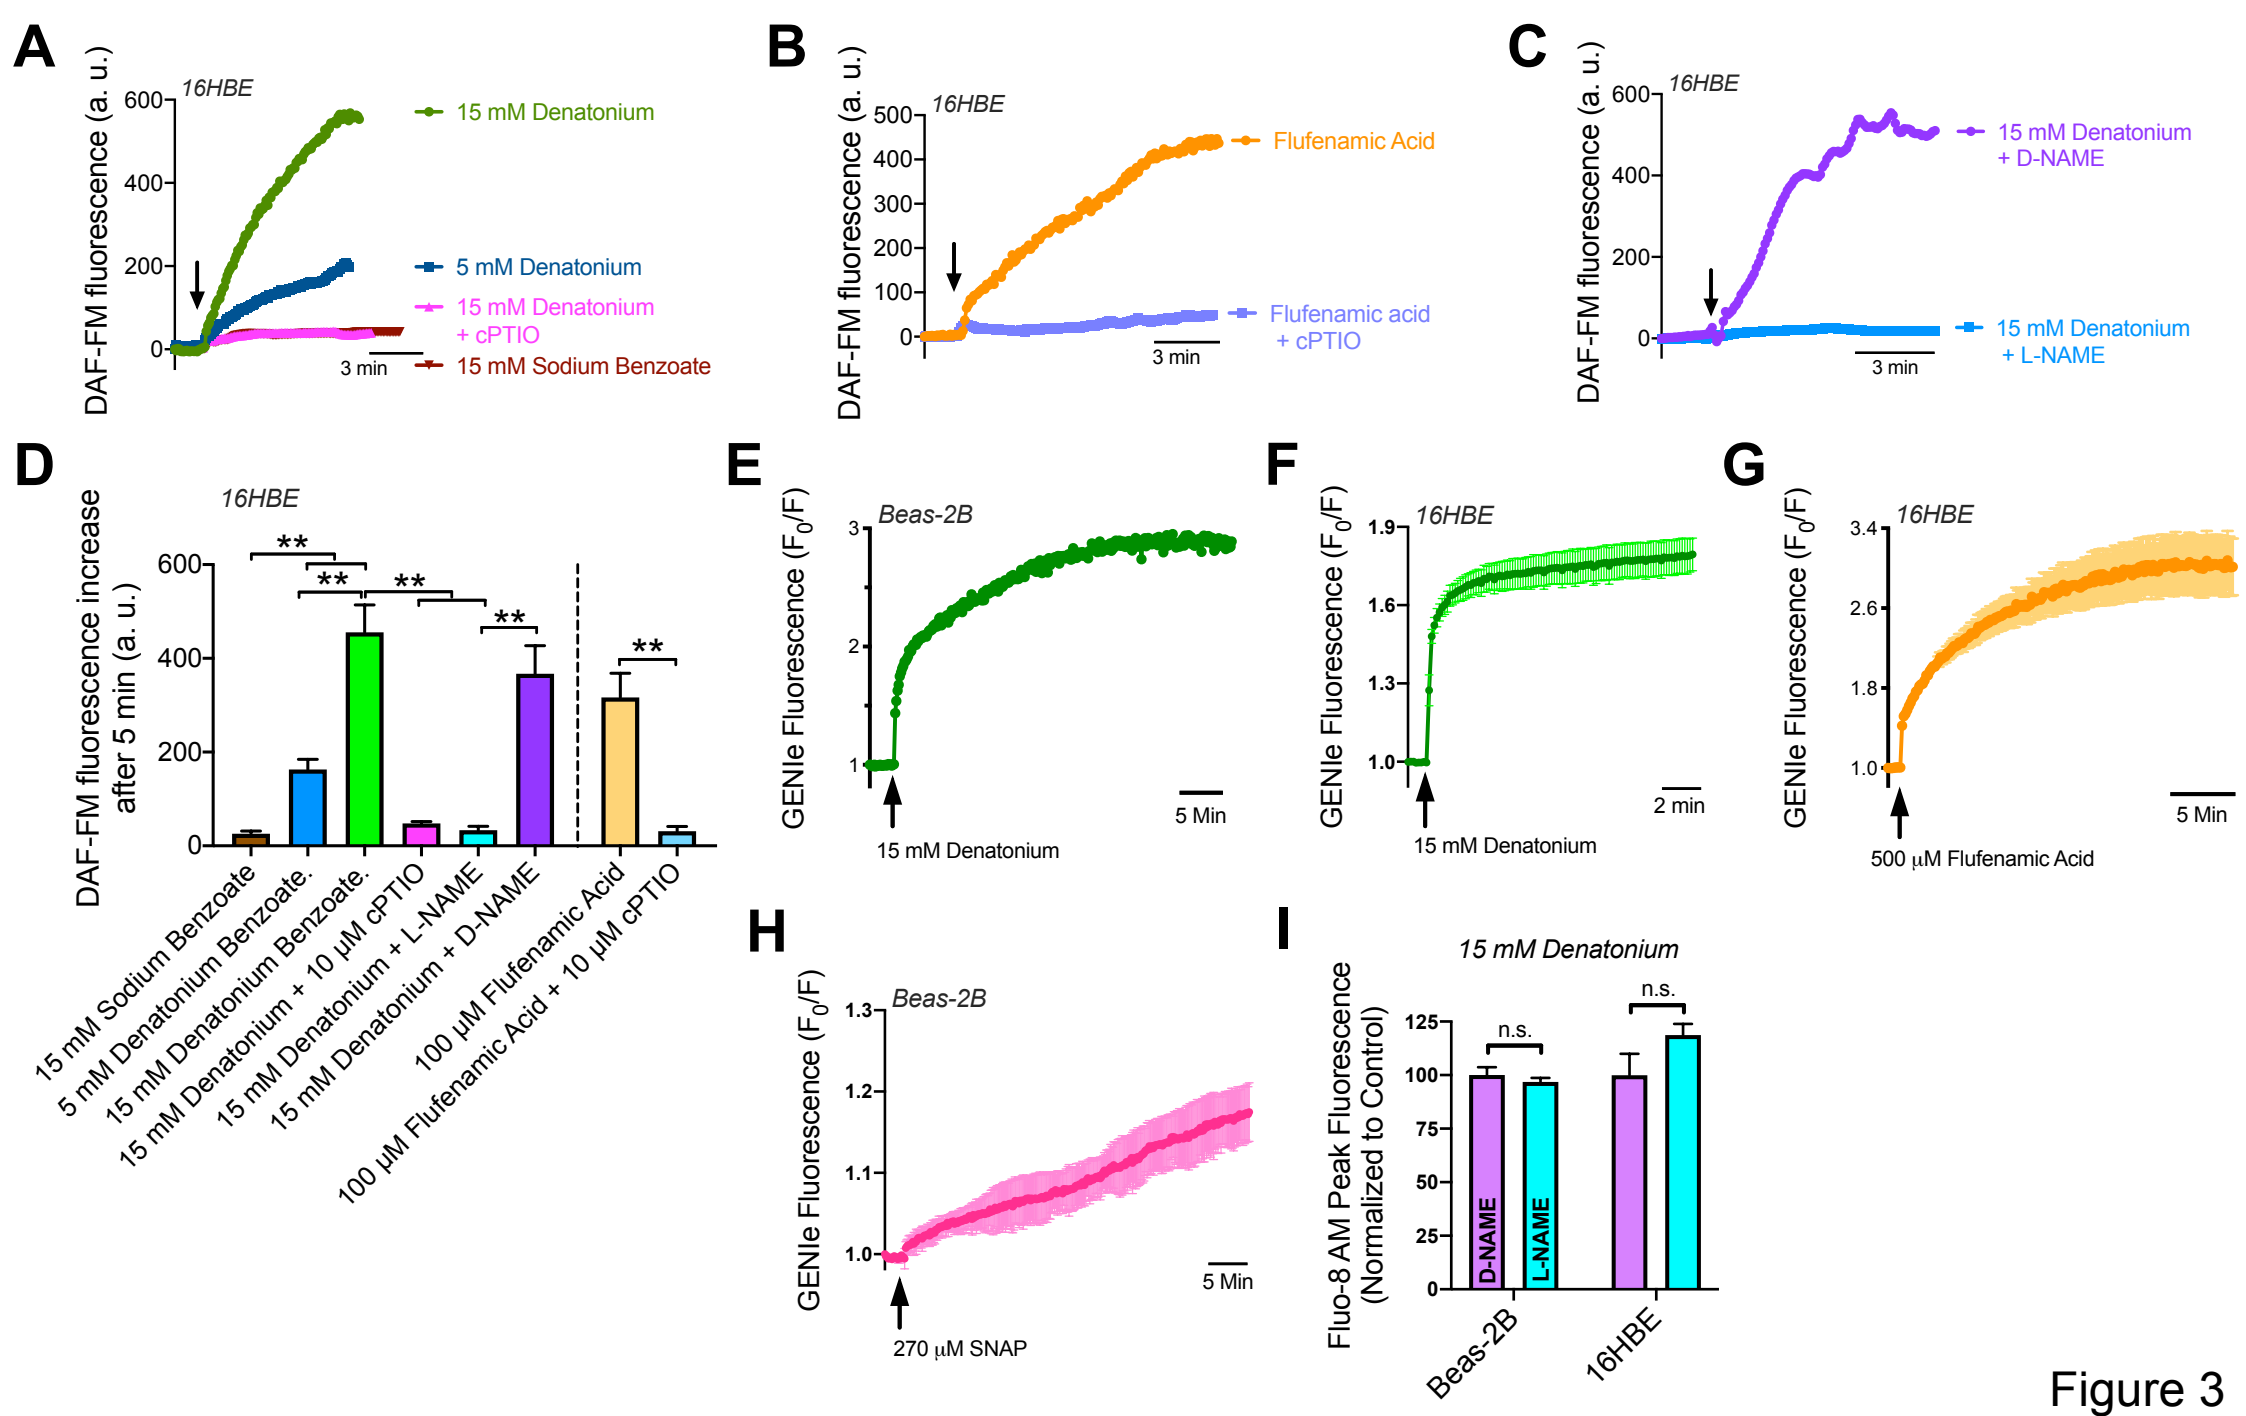 A
DAF-FM fluorescence (a. u.)
16HBE
600
400
200
0
15 mM Denatonium
5 mM Denatonium
15 mM Denatonium
+ cPTIO
15 mM Sodium Benzoate
3 min
B
DAF-FM fluorescence (a. u.)
16HBE
500
400
300
200
100
0
Flufenamic Acid
Flufenamic acid
+ cPTIO
3 min
C
DAF-FM fluorescence (a. u.)
16HBE
600
400
200
0
15 mM Denatonium
+ D-NAME
15 mM Denatonium
+ L-NAME
3 min
D
DAF-FM fluorescence increase
after 5 min (a. u.)
16HBE
600
400
200
0
**
**
**
**
**
15 mM Sodium Benzoate
5 mM Denatonium Benzoate.
15 mM Denatonium Benzoate.
15 mM Denatonium + 10 µM cPTIO
15 mM Denatonium + L-NAME
15 mM Denatonium + D-NAME
100 µM Flufenamic Acid
100 µM Flufenamic Acid + 10 µM cPTIO
E
GENIe Fluorescence (F0/F)
Beas-2B
3
2
1
5 Min
15 mM Denatonium
F
GENIe Fluorescence (F0/F)
16HBE
1.9
1.6
1.3
1.0
2 min
15 mM Denatonium
G
GENIe Fluorescence (F0/F)
16HBE
3.4
2.6
1.8
1.0
5 Min
500 µM Flufenamic Acid
H
GENIe Fluorescence (F0/F)
Beas-2B
1.3
1.2
1.1
1.0
5 Min
270 µM SNAP
I
15 mM Denatonium
Fluo-8 AM Peak Fluorescence
(Normalized to Control)
125
100
75
50
25
0
n.s.
n.s.
D-NAME
L-NAME
Beas-2B
16HBE
Figure 3